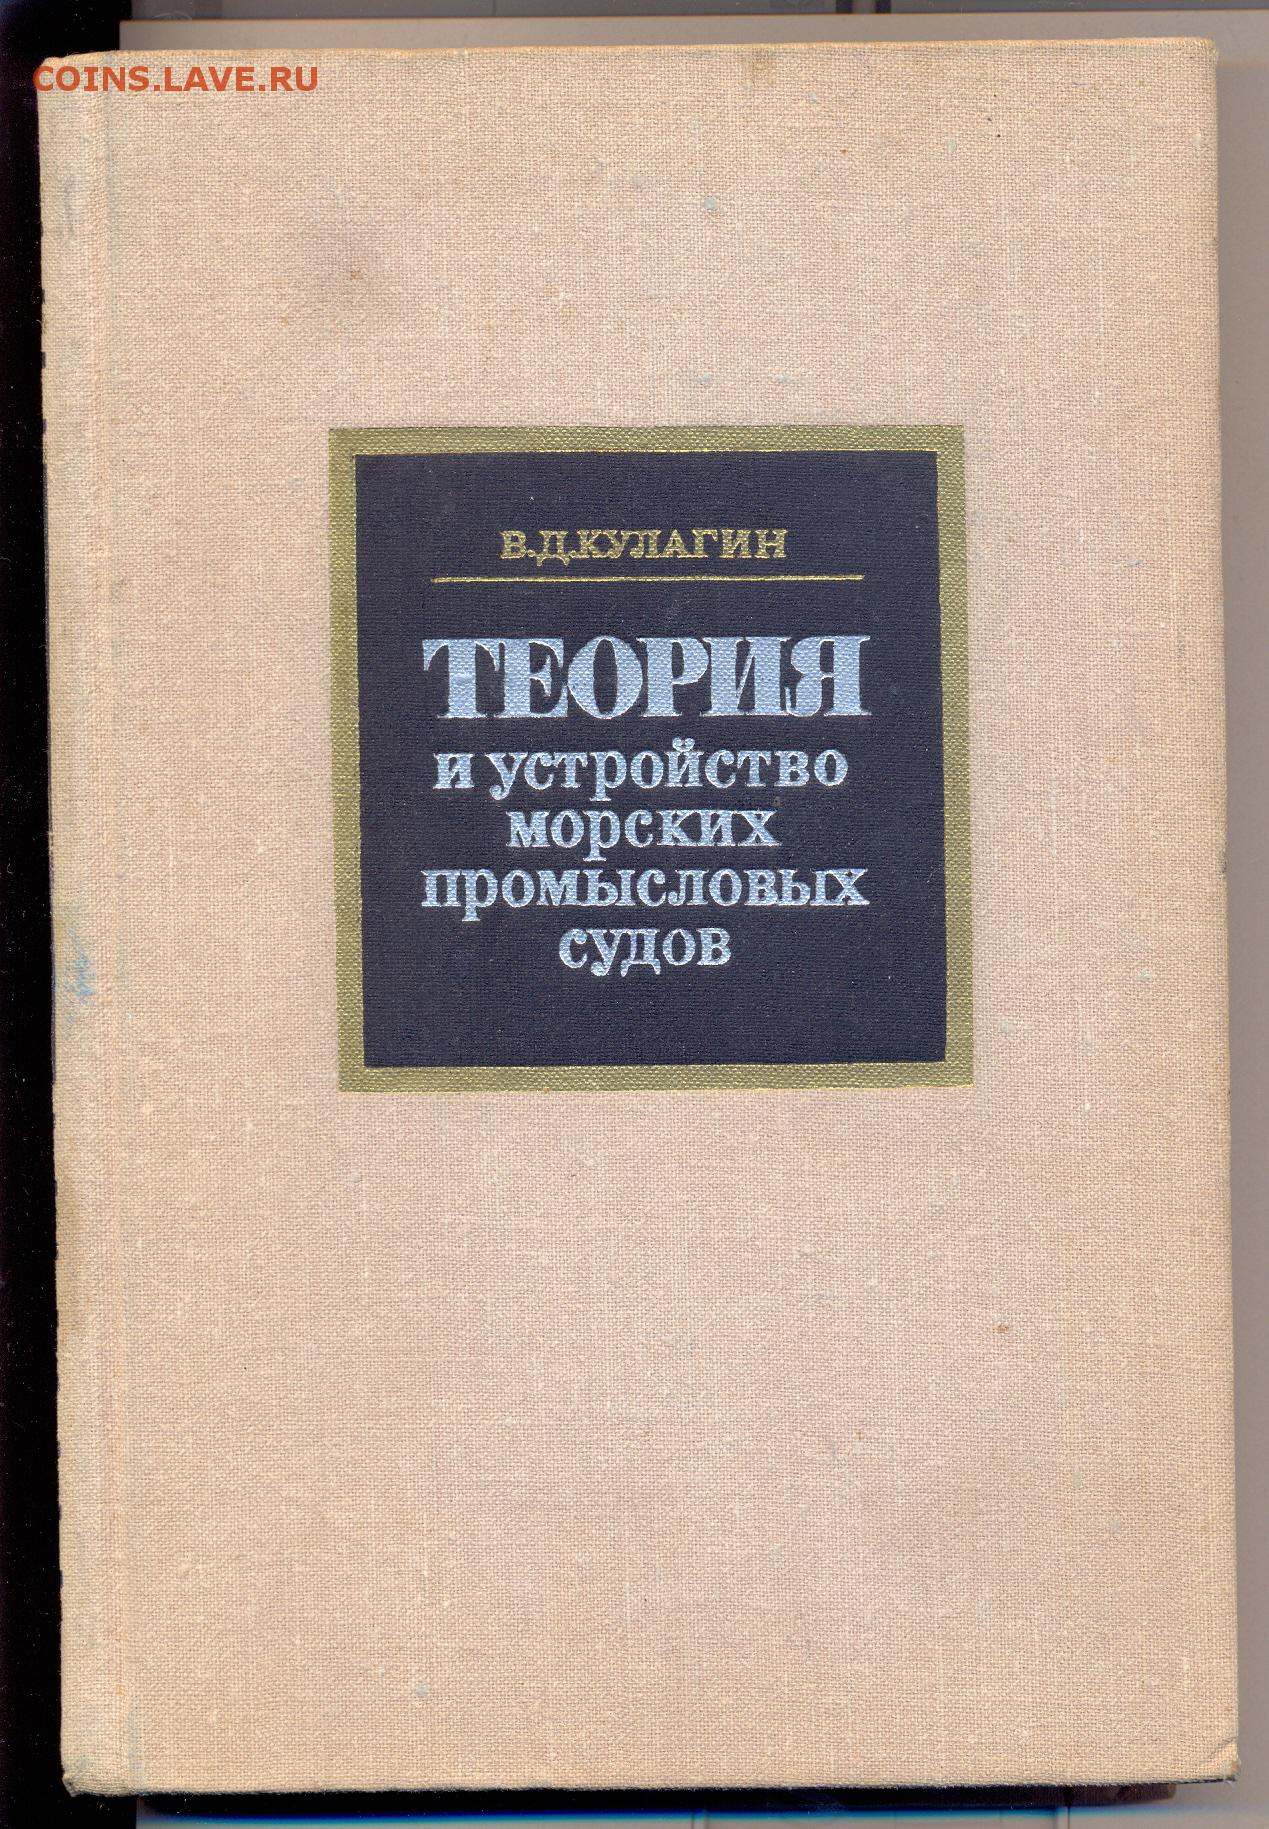 COINS.LAVE.RU
В.Д.КУЛАГИН
ТЕОРИЯ
и устройство
морских
промысловых
судов